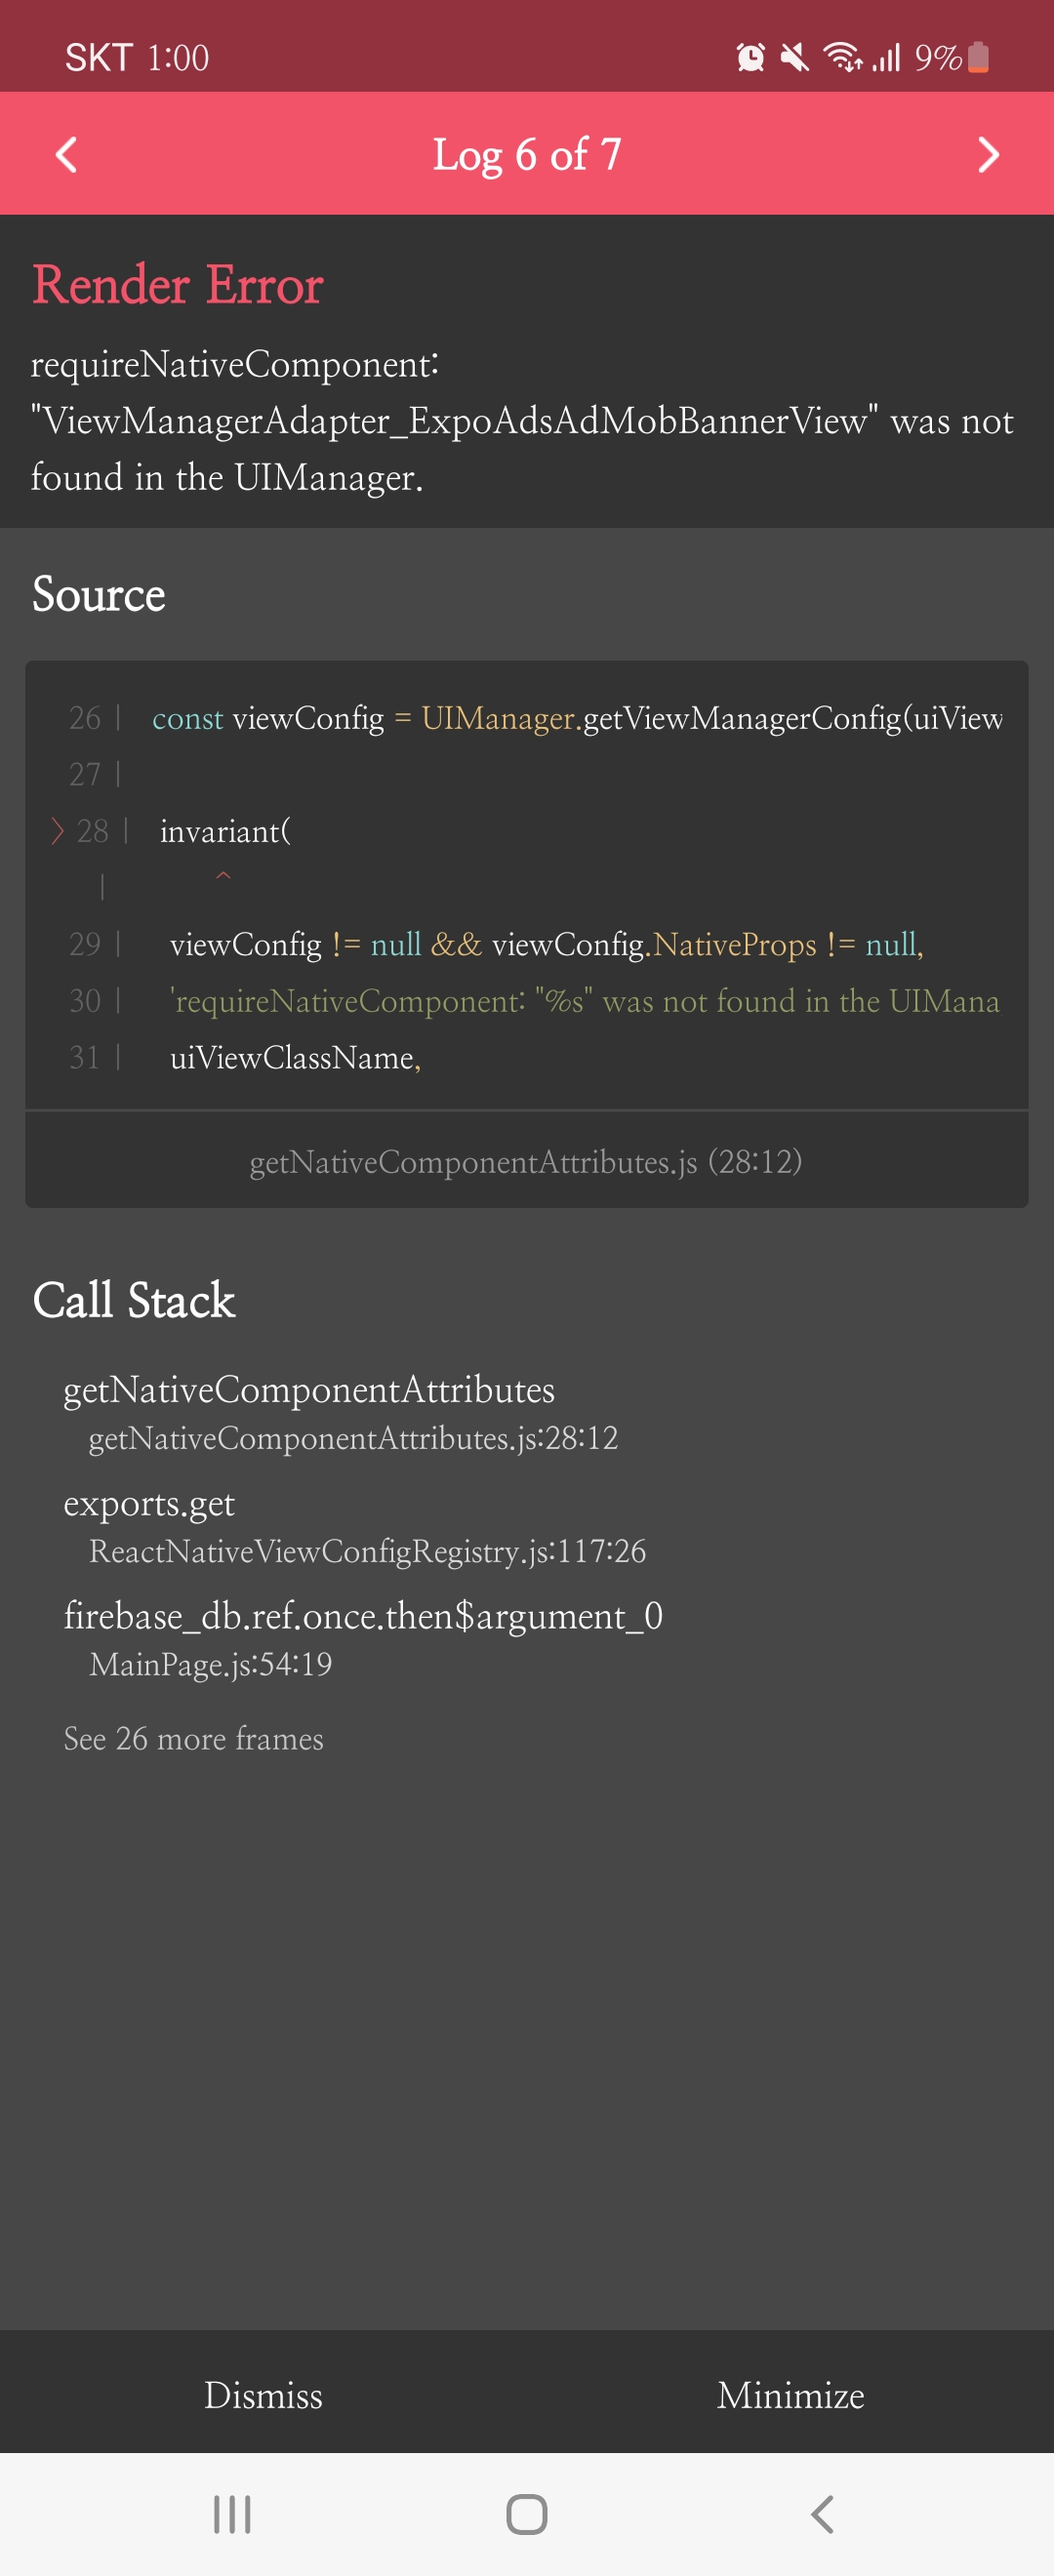 SKT 1:00 9%
Log 6 of 7
Render Error
requireNativeComponent:
"ViewManagerAdapter_ExpoAdsAdMobBannerView" was not
found in the UIManager.
Source
26 | const viewConfig = UIManager.getViewManagerConfig(uiView
27 |
> 28 | invariant(
| ^
29 | viewConfig != null && viewConfig.NativeProps != null,
30 | 'requireNativeComponent: "%s" was not found in the UIMana
31 | uiViewClassName,
getNativeComponentAttributes.js (28:12)
Call Stack
getNativeComponentAttributes
getNativeComponentAttributes.js:28:12
exports.get
ReactNativeViewConfigRegistry.js:117:26
firebase_db.ref.once.then$argument_0
MainPage.js:54:19
See 26 more frames
Dismiss Minimize